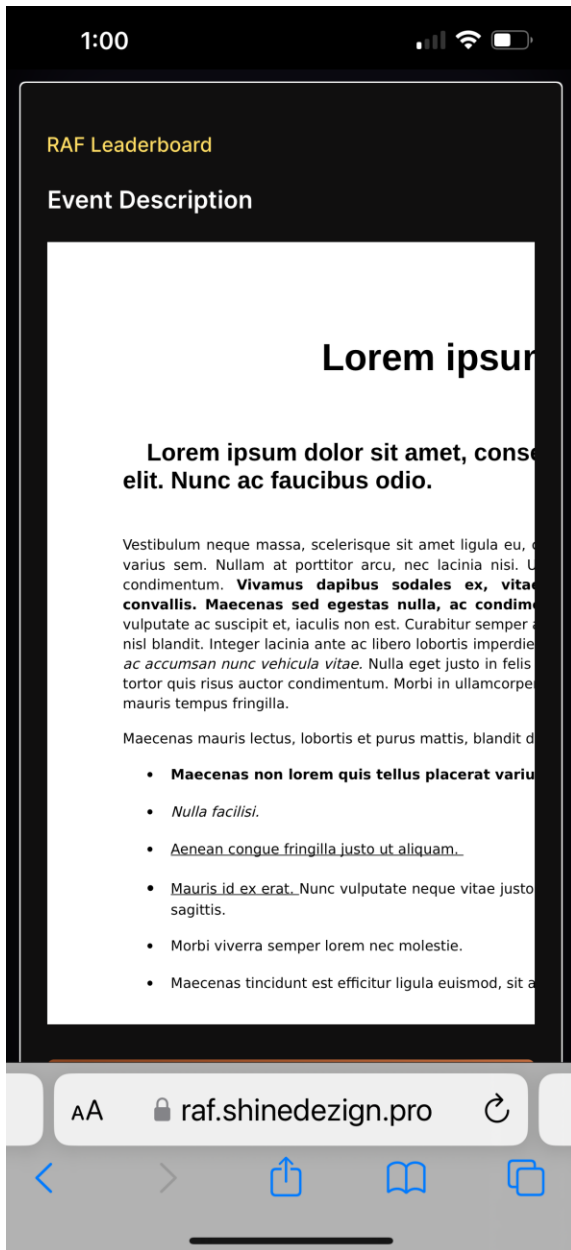 1:00
RAF Leaderboard
Event Description
Lorem ipsur
Lorem ipsum dolor sit amet, conse
elit. Nunc ac faucibus odio.
Vestibulum neque massa, scelerisque sit amet ligula eu,
varius sem. Nullam at porttitor arcu, nec lacinia nisi. U
condimentum. Vivamus dapibus sodales ex, vitae
convallis. Maecenas sed egestas nulla, ac condime
vulputate ac suscipit et, iaculis non est. Curabitur semper a
nisl blandit. Integer lacinia ante ac libero lobortis imperdie
ac accumsan nunc vehicula vitae. Nulla eget justo in felis
tortor quis risus auctor condimentum. Morbi in ullamcorpe
mauris tempus fringilla.
Maecenas mauris lectus, lobortis et purus mattis, blandit d
• Maecenas non lorem quis tellus placerat variu
• Nulla facilisi.
• Aenean congue fringilla justo ut aliquam.
• Mauris id ex erat. Nunc vulputate neque vitae justo
sagittis.
• Morbi viverra semper lorem nec molestie.
• Maecenas tincidunt est efficitur ligula euismod, sit a
AA raf.shinedezign.pro